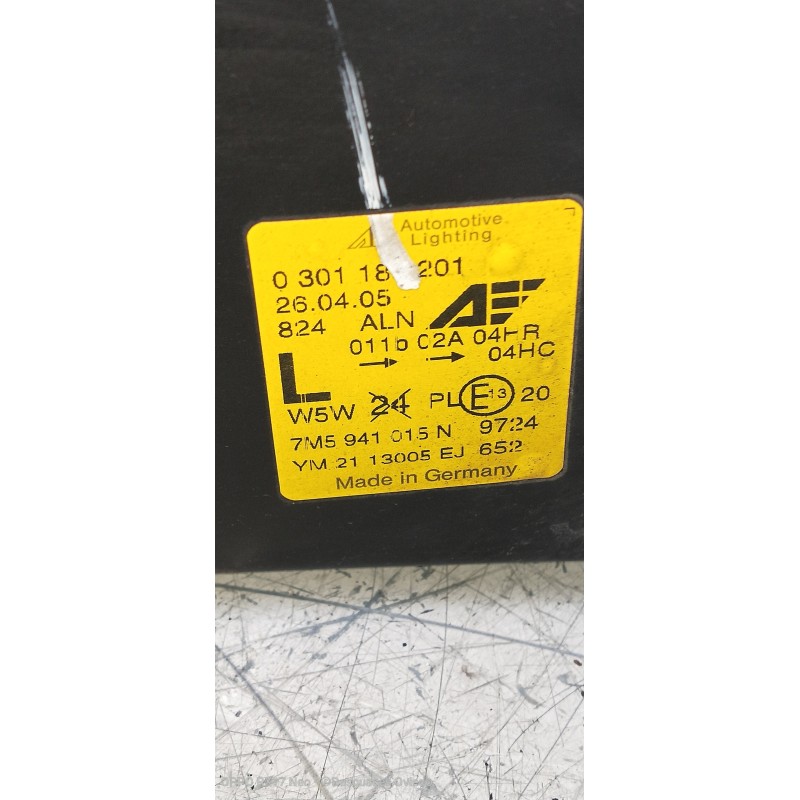 Automotive
Lighting
0 301 18 201
26.04.05
824 ALN
011b 02A 04HR
04HC
L
W5W 24 PL E 13 20
7M5 941 015 N 9724
YM 21 13005 EJ 652
Made in Germany